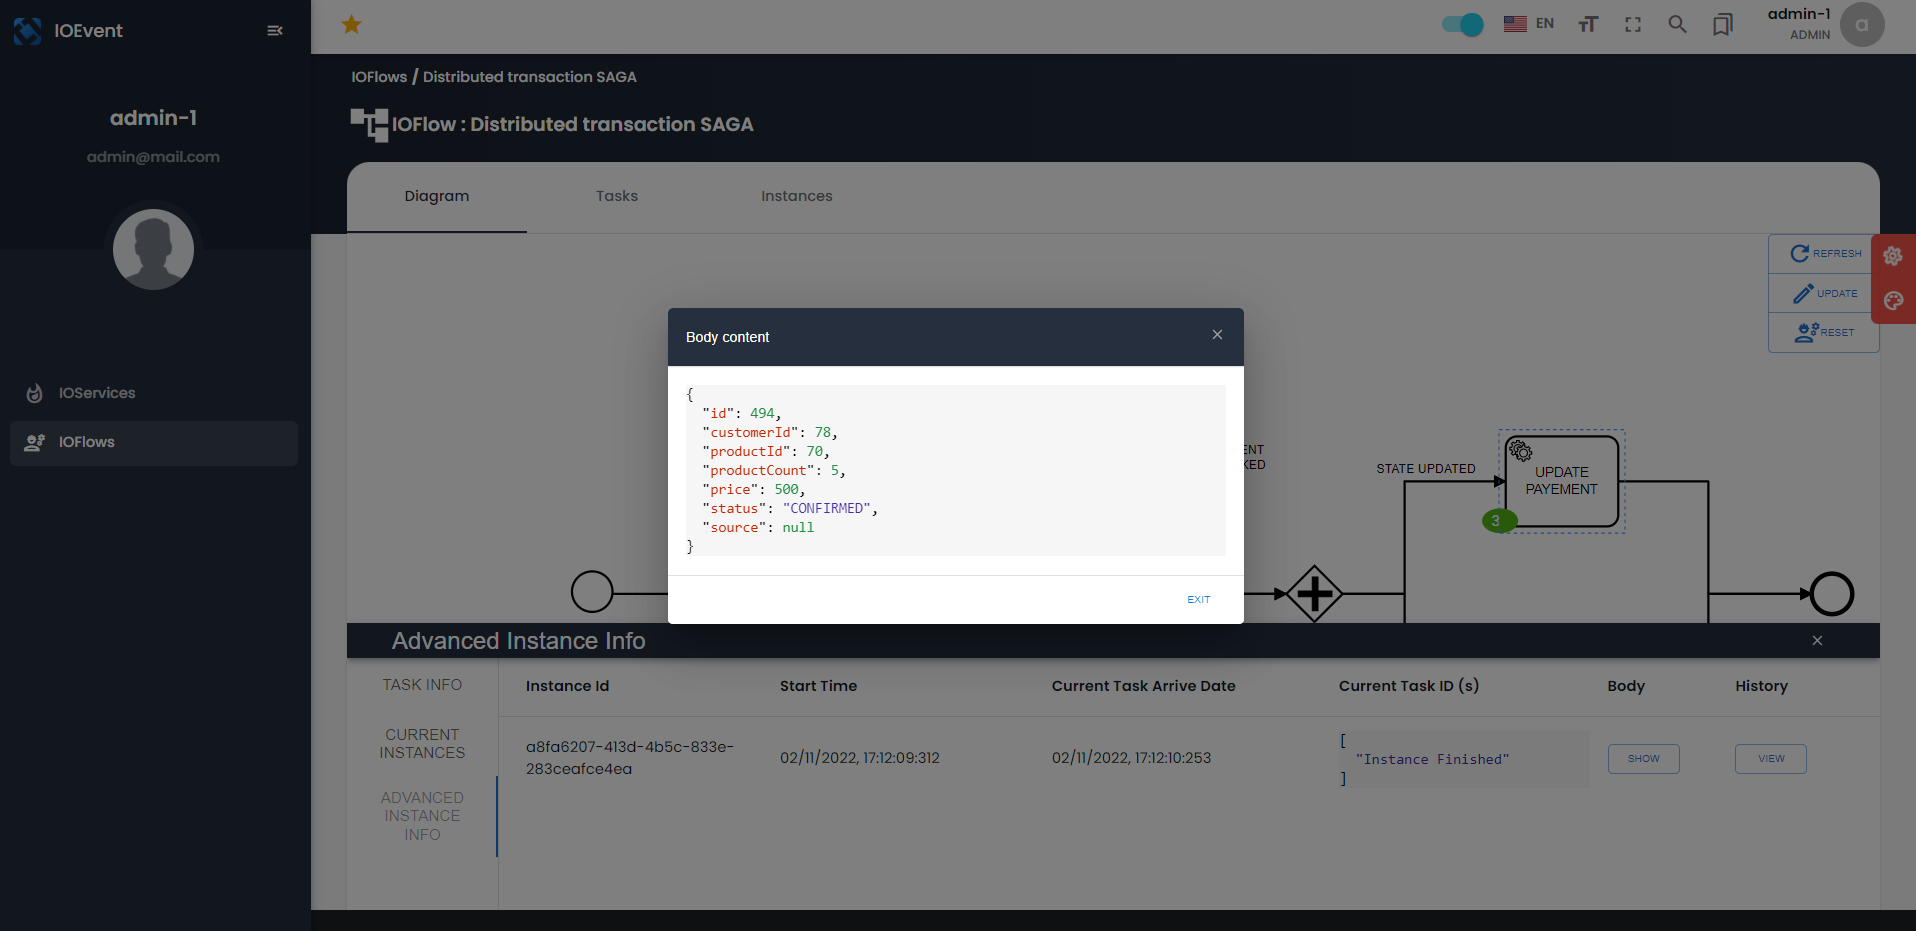 IOEvent
admin-1
admin@mail.com
IOServices
IOFlows
EN
admin-1
ADMIN
a
IOFlows / Distributed transaction SAGA
IOFlow : Distributed transaction SAGA
Diagram
Tasks
Instances
REFRESH
UPDATE
RESET
Body content
{
"id": 494,
"customerId": 78,
"productId": 70,
"productCount": 5,
"price": 500,
"status": "CONFIRMED",
"source": null
}
EXIT
STATE UPDATED
UPDATE
PAYEMENT
3
Advanced Instance Info
TASK INFO
CURRENT
INSTANCES
ADVANCED
INSTANCE
INFO
Instance Id
Start Time
Current Task Arrive Date
Current Task ID (s)
Body
History
a8fa6207-413d-4b5c-833e-
283ceafce4ea
02/11/2022, 17:12:09:312
02/11/2022, 17:12:10:253
[
"Instance Finished"
]
SHOW
VIEW